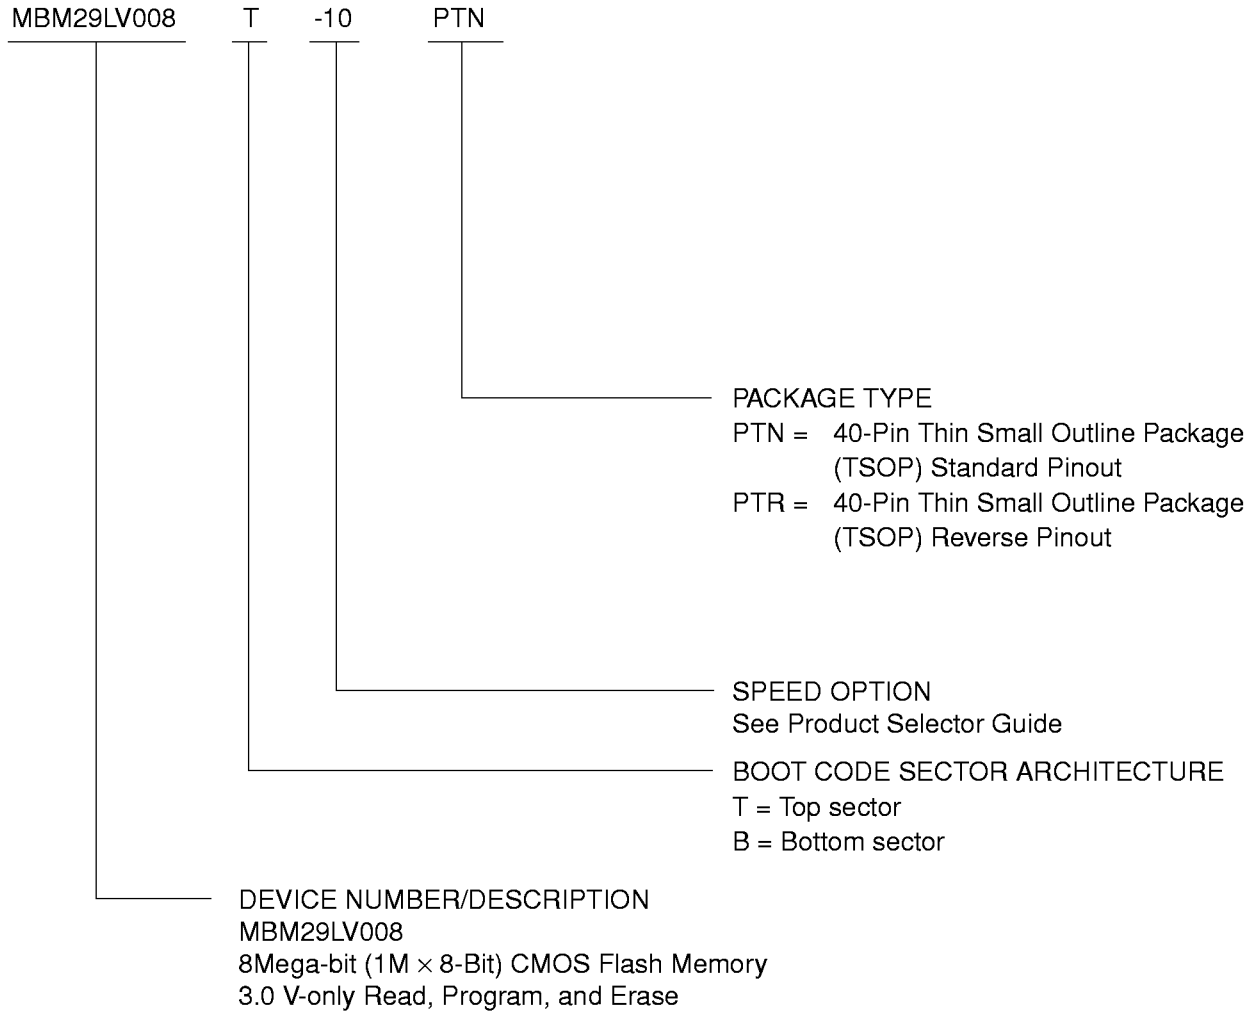 MBM29LV008 T -10 PTN
PACKAGE TYPE
PTN = 40-Pin Thin Small Outline Package
(TSOP) Standard Pinout
PTR = 40-Pin Thin Small Outline Package
(TSOP) Reverse Pinout
SPEED OPTION
See Product Selector Guide
BOOT CODE SECTOR ARCHITECTURE
T = Top sector
B = Bottom sector
DEVICE NUMBER/DESCRIPTION
MBM29LV008
8Mega-bit (1M × 8-Bit) CMOS Flash Memory
3.0 V-only Read, Program, and Erase